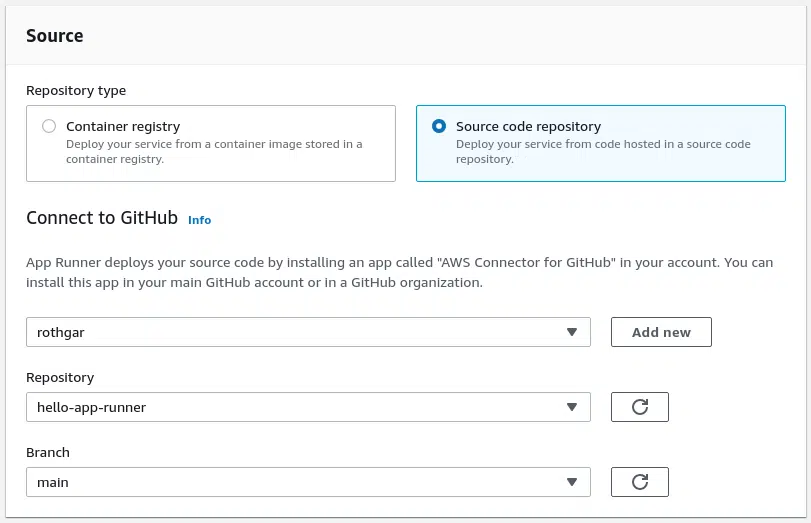 Source
Repository type
Container registry
Deploy your service from a container image stored in a
container registry.
Source code repository
Deploy your service from code hosted in a source code
repository.
Connect to GitHub Info
App Runner deploys your source code by installing an app called "AWS Connector for GitHub" in your account. You can
install this app in your main GitHub account or in a GitHub organization.
rothgar
Add new
Repository
hello-app-runner
Branch
main